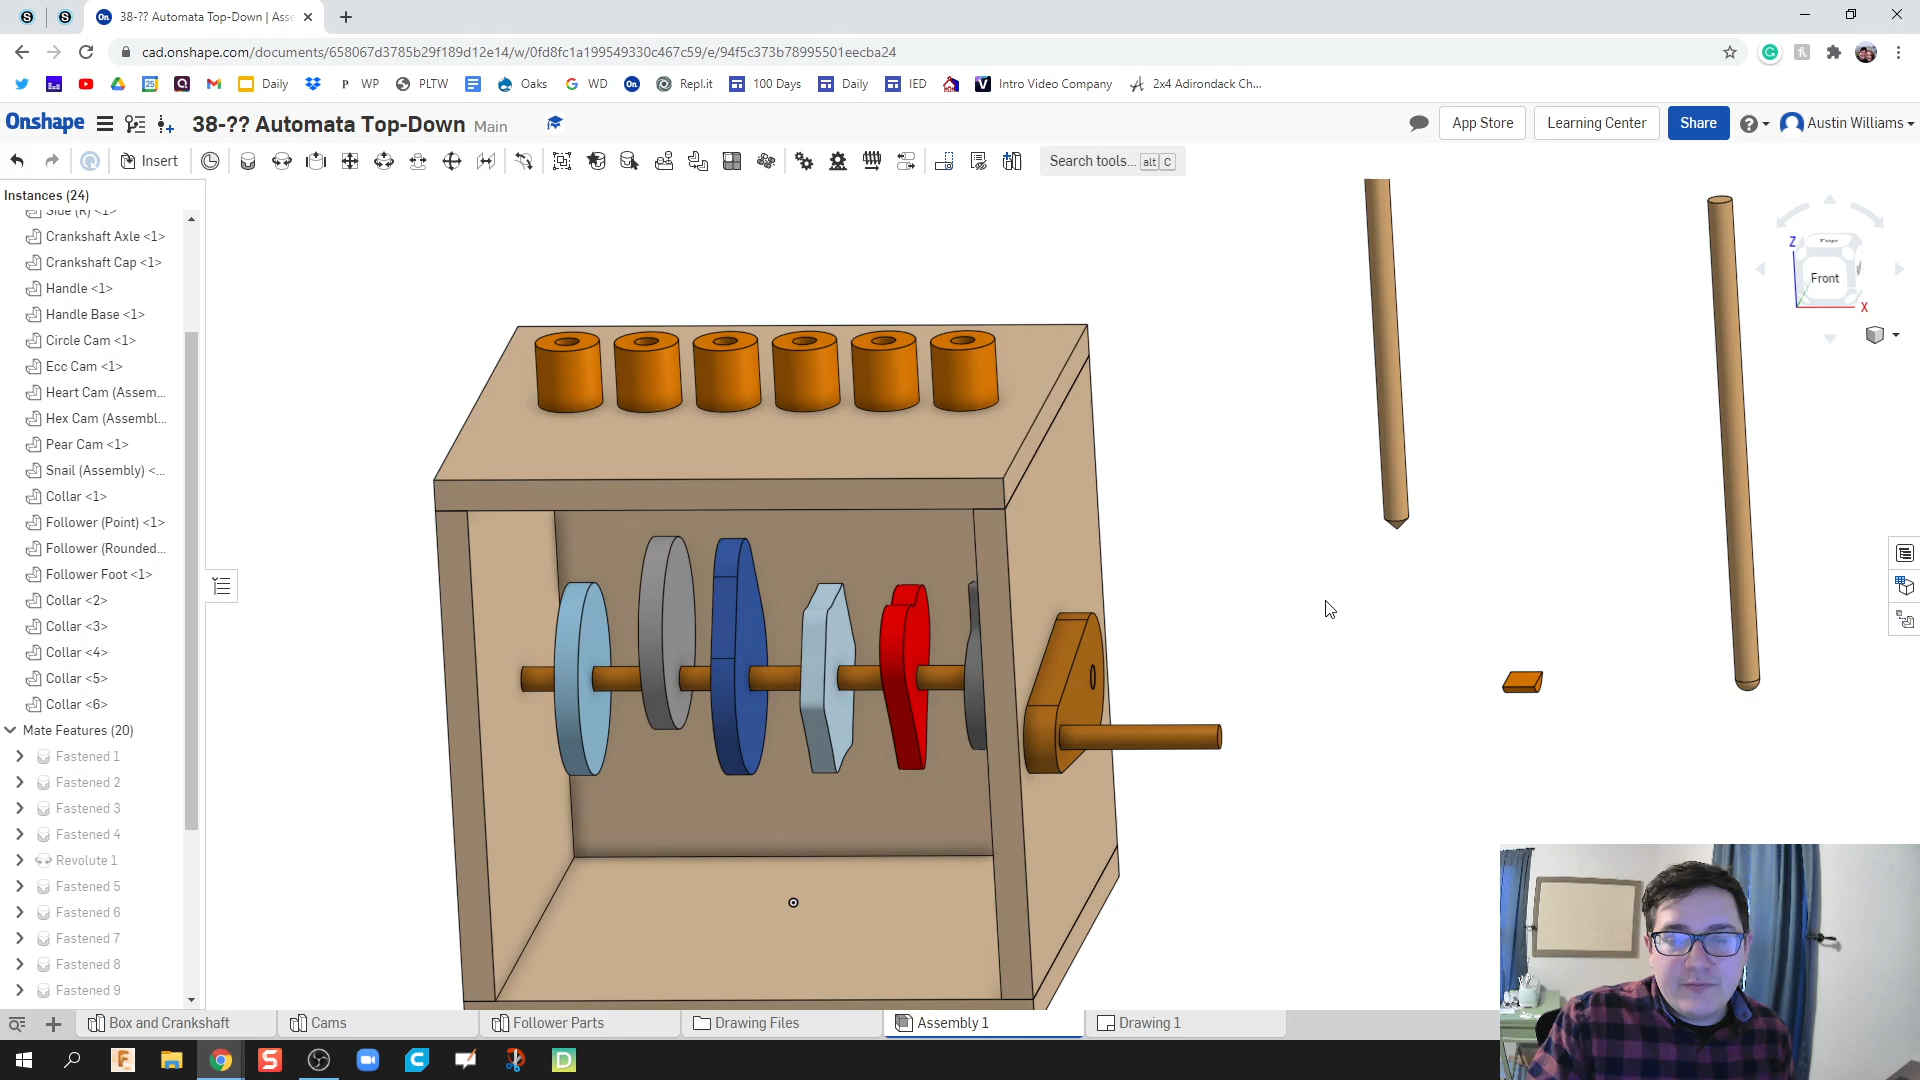 38-?? Automata Top-Down | Asse
cad.onshape.com/documents/658067d3785b29f189d12e14/w/0fd8fc1a199549330c467c59/e/94f5c373b78995501eecba24
Daily
P WP
PLTW
Oaks
WD
Repl.it
100 Days
Daily
IED
Intro Video Company
2x4 Adirondack Ch...
Onshape
38-?? Automata Top-Down Main
App Store
Learning Center
Share
Austin Williams
Insert
Search tools... alt C
Instances (24)
Side (R) <1>
Crankshaft Axle <1>
Crankshaft Cap <1>
Handle <1>
Handle Base <1>
Circle Cam <1>
Ecc Cam <1>
Heart Cam (Assem...
Hex Cam (Assembl...
Pear Cam <1>
Snail (Assembly) <...
Collar <1>
Follower (Point) <1>
Follower (Rounded...
Follower Foot <1>
Collar <2>
Collar <3>
Collar <4>
Collar <5>
Collar <6>
Mate Features (20)
Fastened 1
Fastened 2
Fastened 3
Fastened 4
Revolute 1
Fastened 5
Fastened 6
Fastened 7
Fastened 8
Fastened 9
Top
Z
Front
X
Box and Crankshaft
Cams
Follower Parts
Drawing Files
Assembly 1
Drawing 1